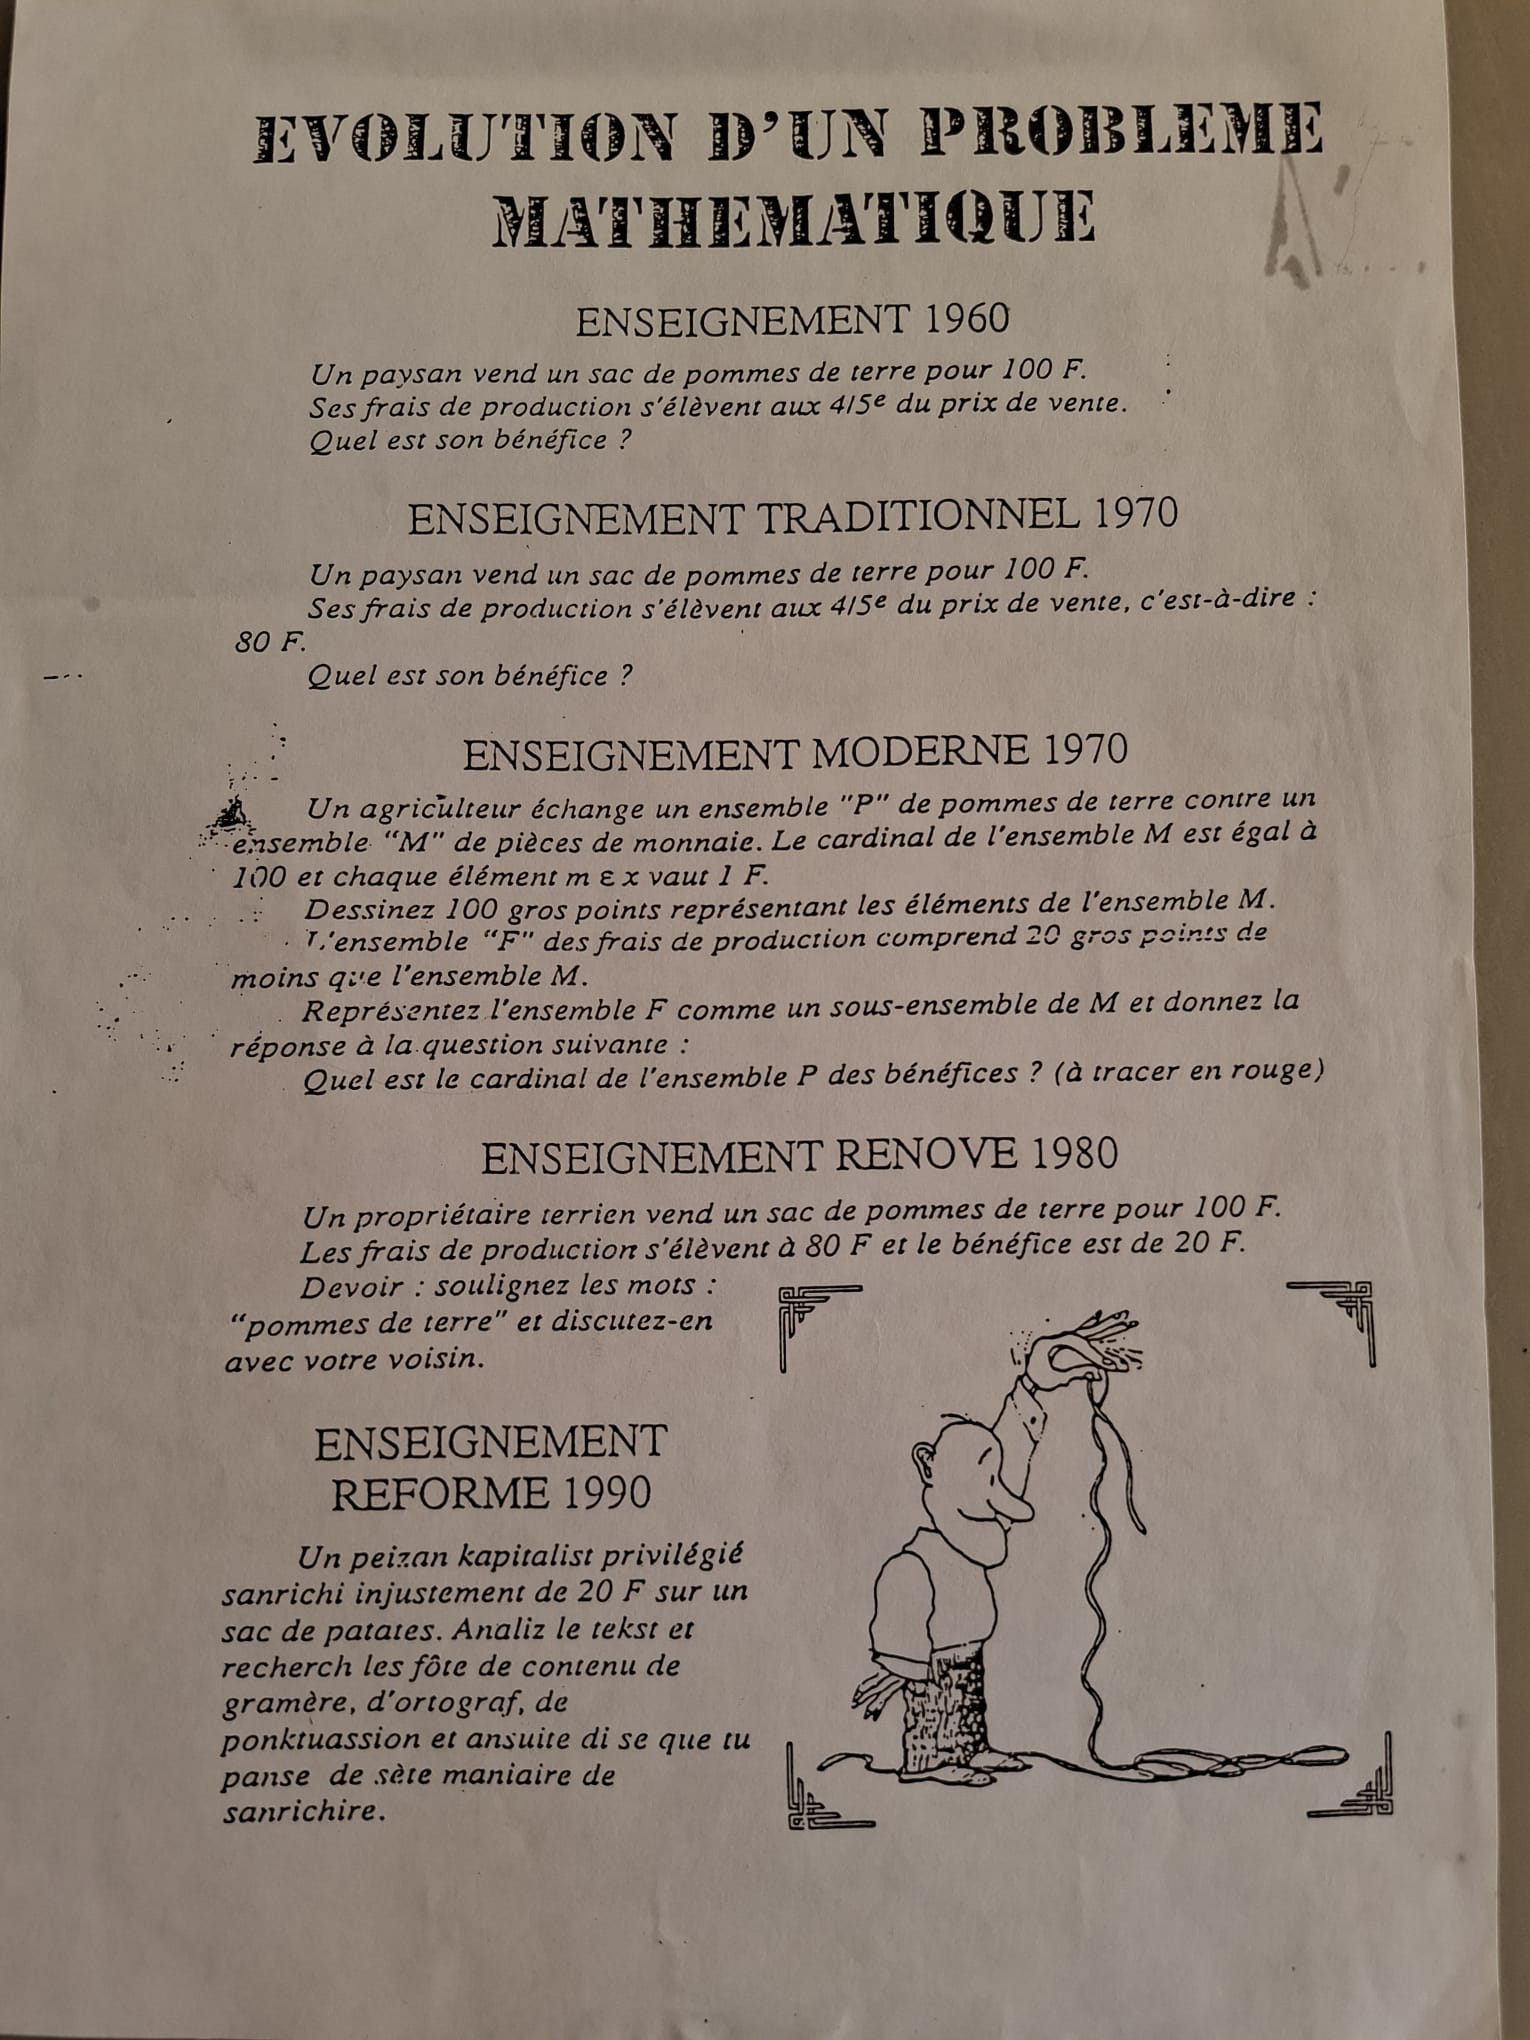 EVOLUTION D'UN PROBLEME
MATHEMATIQUE
ENSEIGNEMENT 1960
Un paysan vend un sac de pommes de terre pour 100 F.
Ses frais de production s'élèvent aux 4/5e du prix de vente.
Quel est son bénéfice ?
ENSEIGNEMENT TRADITIONNEL 1970
Un paysan vend un sac de pommes de terre pour 100 F.
Ses frais de production s'élèvent aux 4/5e du prix de vente, c'est-à-dire :
80 F.
Quel est son bénéfice ?
ENSEIGNEMENT MODERNE 1970
Un agriculteur échange un ensemble "P" de pommes de terre contre un
ensemble "M" de pièces de monnaie. Le cardinal de l'ensemble M est égal à
100 et chaque élément m ε x vaut 1 F.
Dessinez 100 gros points représentant les éléments de l'ensemble M.
L'ensemble "F" des frais de production comprend 20 gros points de
moins que l'ensemble M.
Représentez l'ensemble F comme un sous-ensemble de M et donnez la
réponse à la question suivante :
Quel est le cardinal de l'ensemble P des bénéfices ? (à tracer en rouge)
ENSEIGNEMENT RENOVE 1980
Un propriétaire terrien vend un sac de pommes de terre pour 100 F.
Les frais de production s'élèvent à 80 F et le bénéfice est de 20 F.
Devoir : soulignez les mots :
"pommes de terre" et discutez-en
avec votre voisin.
ENSEIGNEMENT
REFORME 1990
Un peizan kapitalist privilégié
sanrichi injustement de 20 F sur un
sac de patates. Analiz le tekst et
recherch les fôte de contenu de
gramère, d'ortograf, de
ponktuassion et ansuite di se que tu
panse de sète maniaire de
sanrichire.